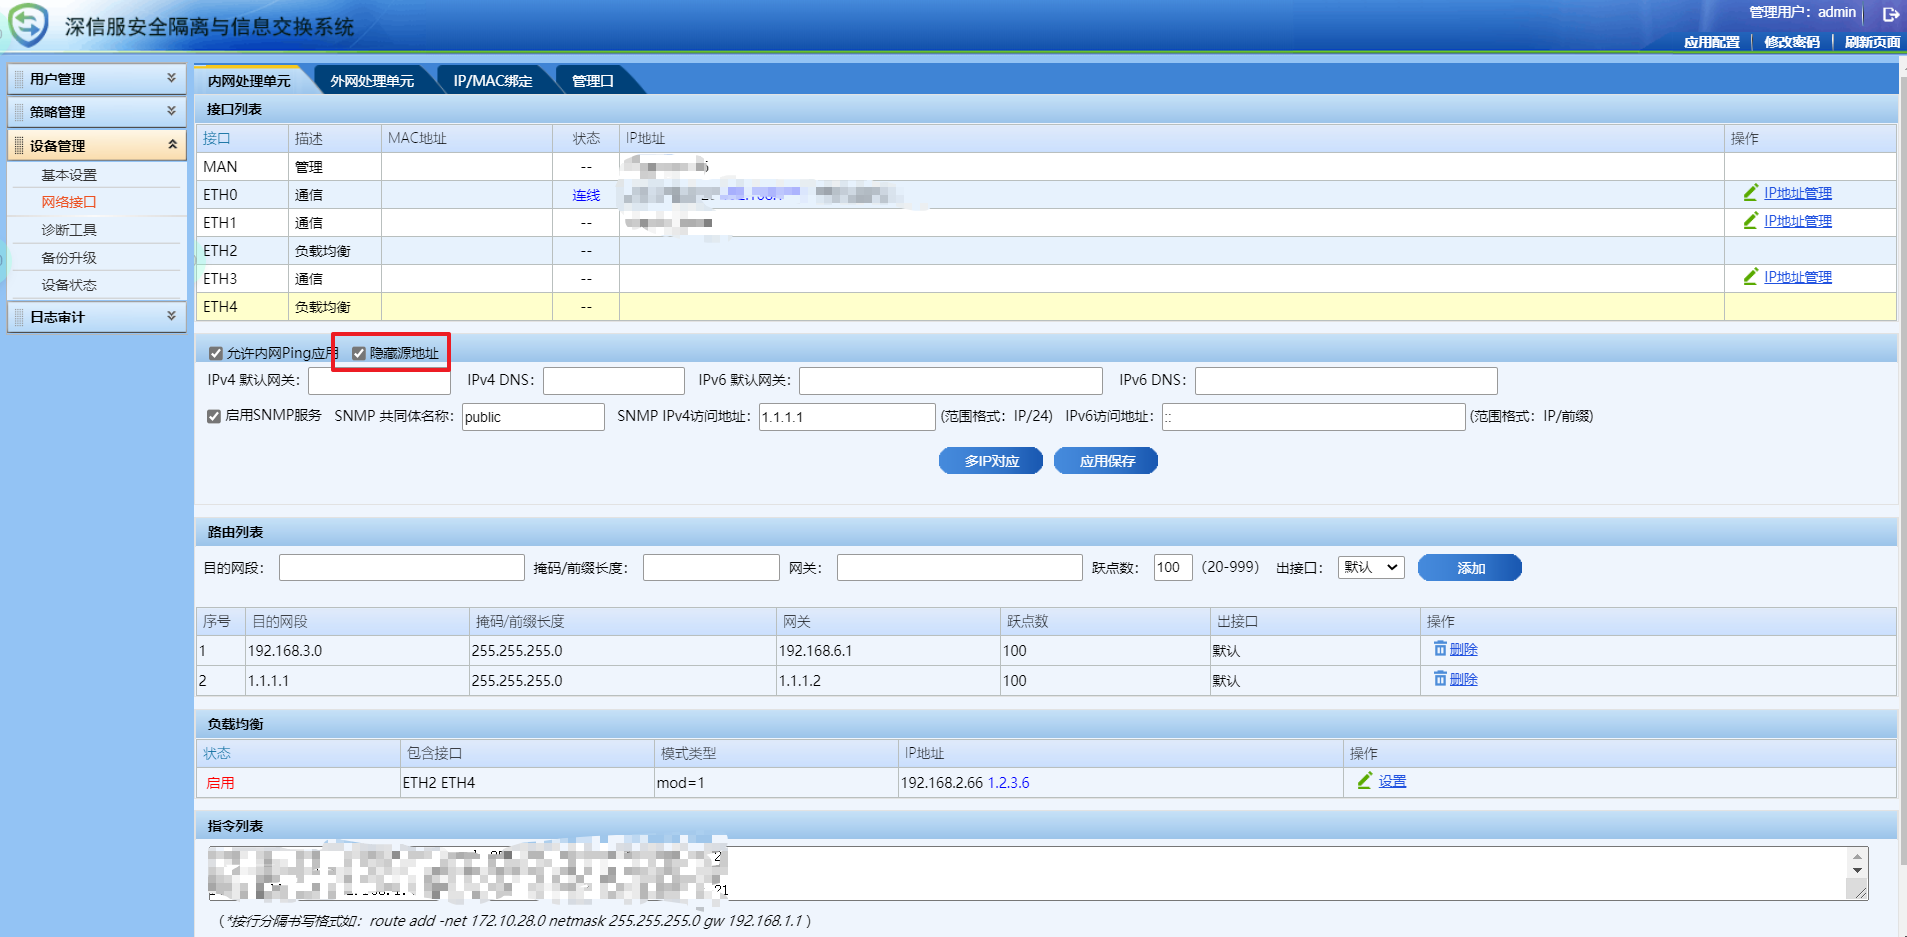 深信服安全隔离与信息交换系统
管理用户：admin
应用配置 修改密码 刷新页面
用户管理
策略管理
设备管理
基本设置
网络接口
诊断工具
备份升级
设备状态
日志审计
内网处理单元 外网处理单元 IP/MAC绑定 管理口
接口列表
接口 描述 MAC地址 状态 IP地址 操作
MAN 管理 --
ETH0 通信 连线 IP地址管理
ETH1 通信 -- IP地址管理
ETH2 负载均衡 --
ETH3 通信 -- IP地址管理
ETH4 负载均衡 --
允许内网Ping应用 隐藏源地址
IPv4 默认网关： IPv4 DNS： IPv6 默认网关： IPv6 DNS：
启用SNMP服务 SNMP 共同体名称： public SNMP IPv4访问地址： 1.1.1.1 (范围格式：IP/24) IPv6访问地址： :: (范围格式：IP/前缀)
多IP对应 应用保存
路由列表
目的网段： 掩码/前缀长度： 网关： 跃点数： 100 (20-999) 出接口： 默认 添加
序号 目的网段 掩码/前缀长度 网关 跃点数 出接口 操作
1 192.168.3.0 255.255.255.0 192.168.6.1 100 默认 删除
2 1.1.1.1 255.255.255.0 1.1.1.2 100 默认 删除
负载均衡
状态 包含接口 模式类型 IP地址 操作
启用 ETH2 ETH4 mod=1 192.168.2.66 1.2.3.6 设置
指令列表
（*按行分隔书写格式如：route add -net 172.10.28.0 netmask 255.255.255.0 gw 192.168.1.1 ）